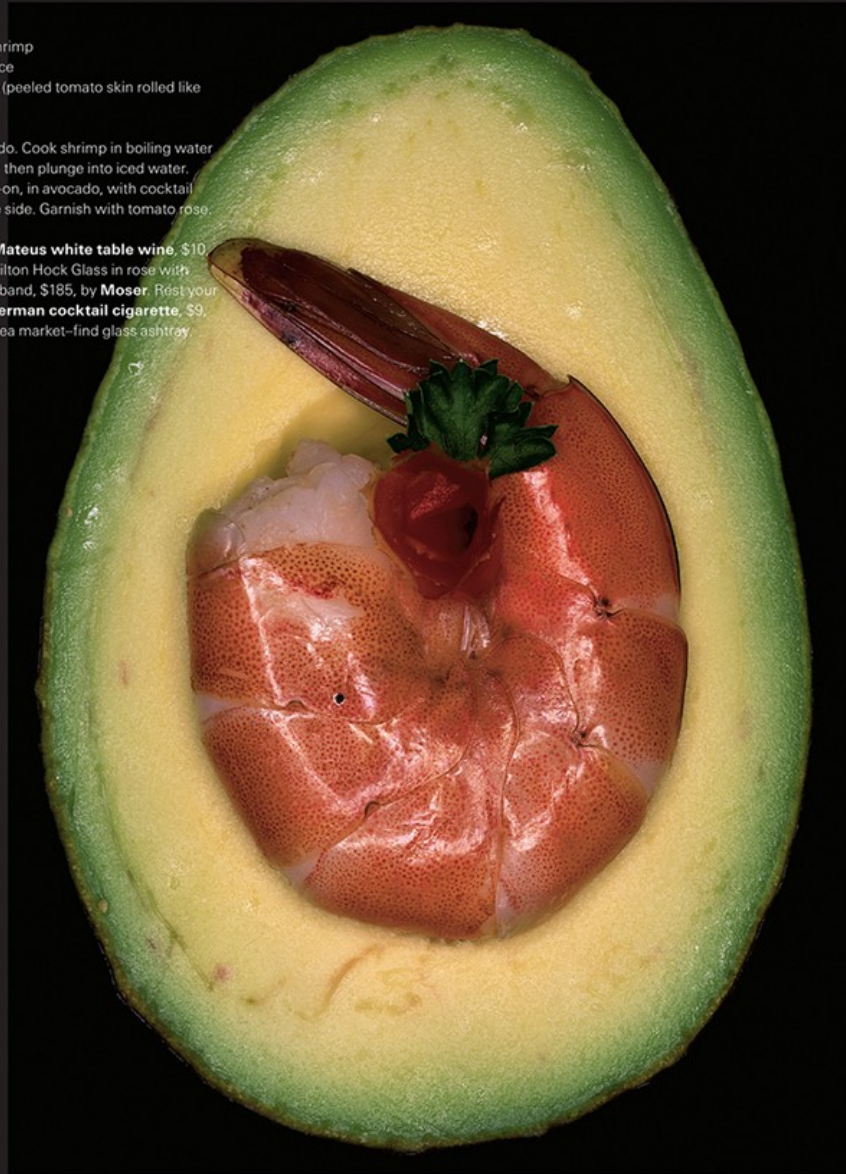 rimp
ce
(peeled tomato skin rolled like
do. Cook shrimp in boiling water
then plunge into iced water.
-on, in avocado, with cocktail
side. Garnish with tomato rose.
Mateus white table wine, $10,
ilton Hock Glass in rose with
band, $185, by Moser. Rest your
erman cocktail cigarette, $9,
ea market–find glass ashtray.